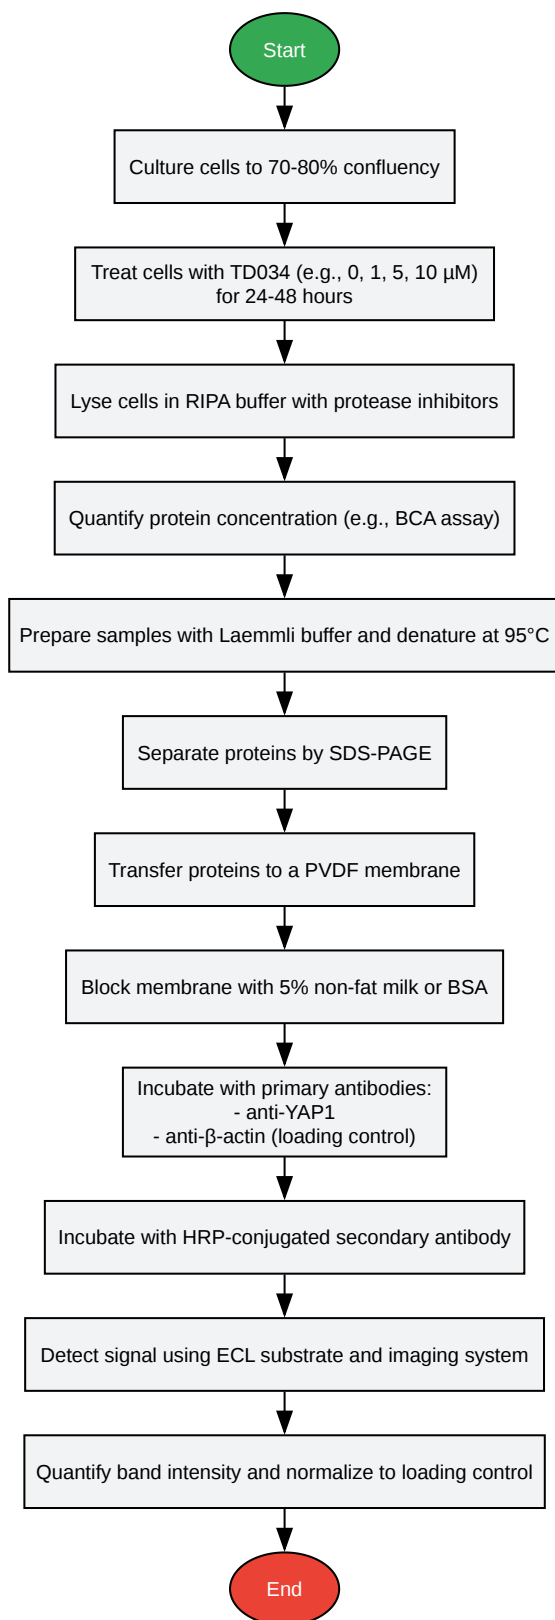 Start
Culture cells to 70-80% confluency
Treat cells with TD034 (e.g., 0, 1, 5, 10 µM)
for 24-48 hours
Lyse cells in RIPA buffer with protease inhibitors
Quantify protein concentration (e.g., BCA assay)
Prepare samples with Laemmli buffer and denature at 95°C
Separate proteins by SDS-PAGE
Transfer proteins to a PVDF membrane
Block membrane with 5% non-fat milk or BSA
Incubate with primary antibodies:
- anti-YAP1
- anti-β-actin (loading control)
Incubate with HRP-conjugated secondary antibody
Detect signal using ECL substrate and imaging system
Quantify band intensity and normalize to loading control
End